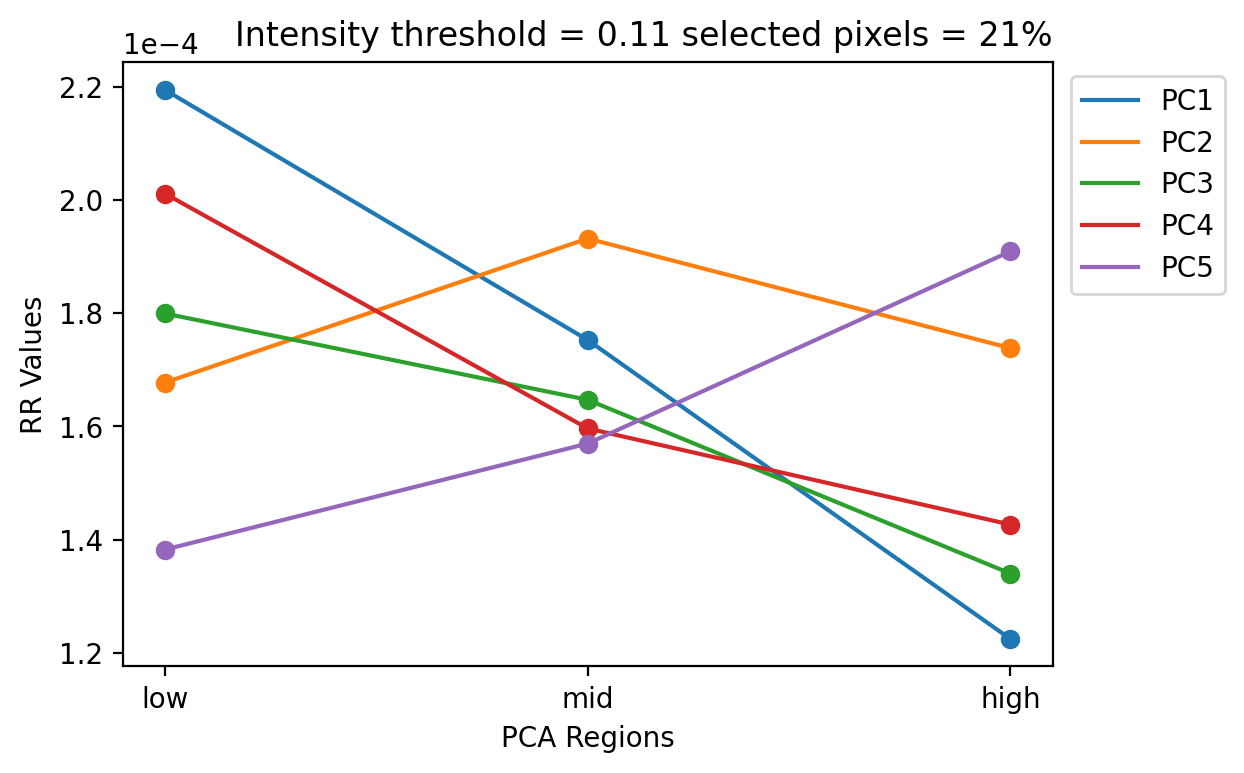 Intensity threshold = 0.11 selected pixels = 21%
1e−4
2.2
2.0
1.8
1.6
1.4
1.2
RR Values
low mid high
PCA Regions
PC1
PC2
PC3
PC4
PC5